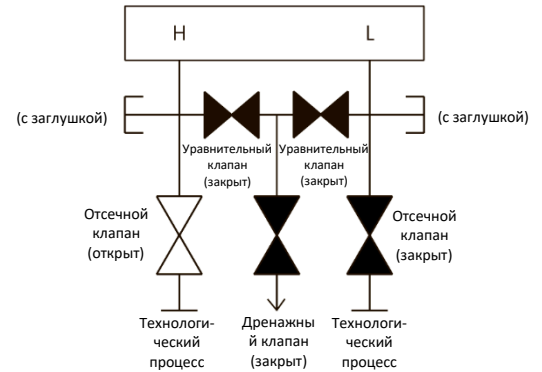 H L
(с заглушкой)
(с заглушкой)
Уравнительный
клапан
(закрыт)
Уравнительный
клапан
(закрыт)
Отсечной
клапан
(открыт)
Отсечной
клапан
(закрыт)
Технологи-
ческий
процесс
Дренажны
й клапан
(закрыт)
Технологи-
ческий
процесс